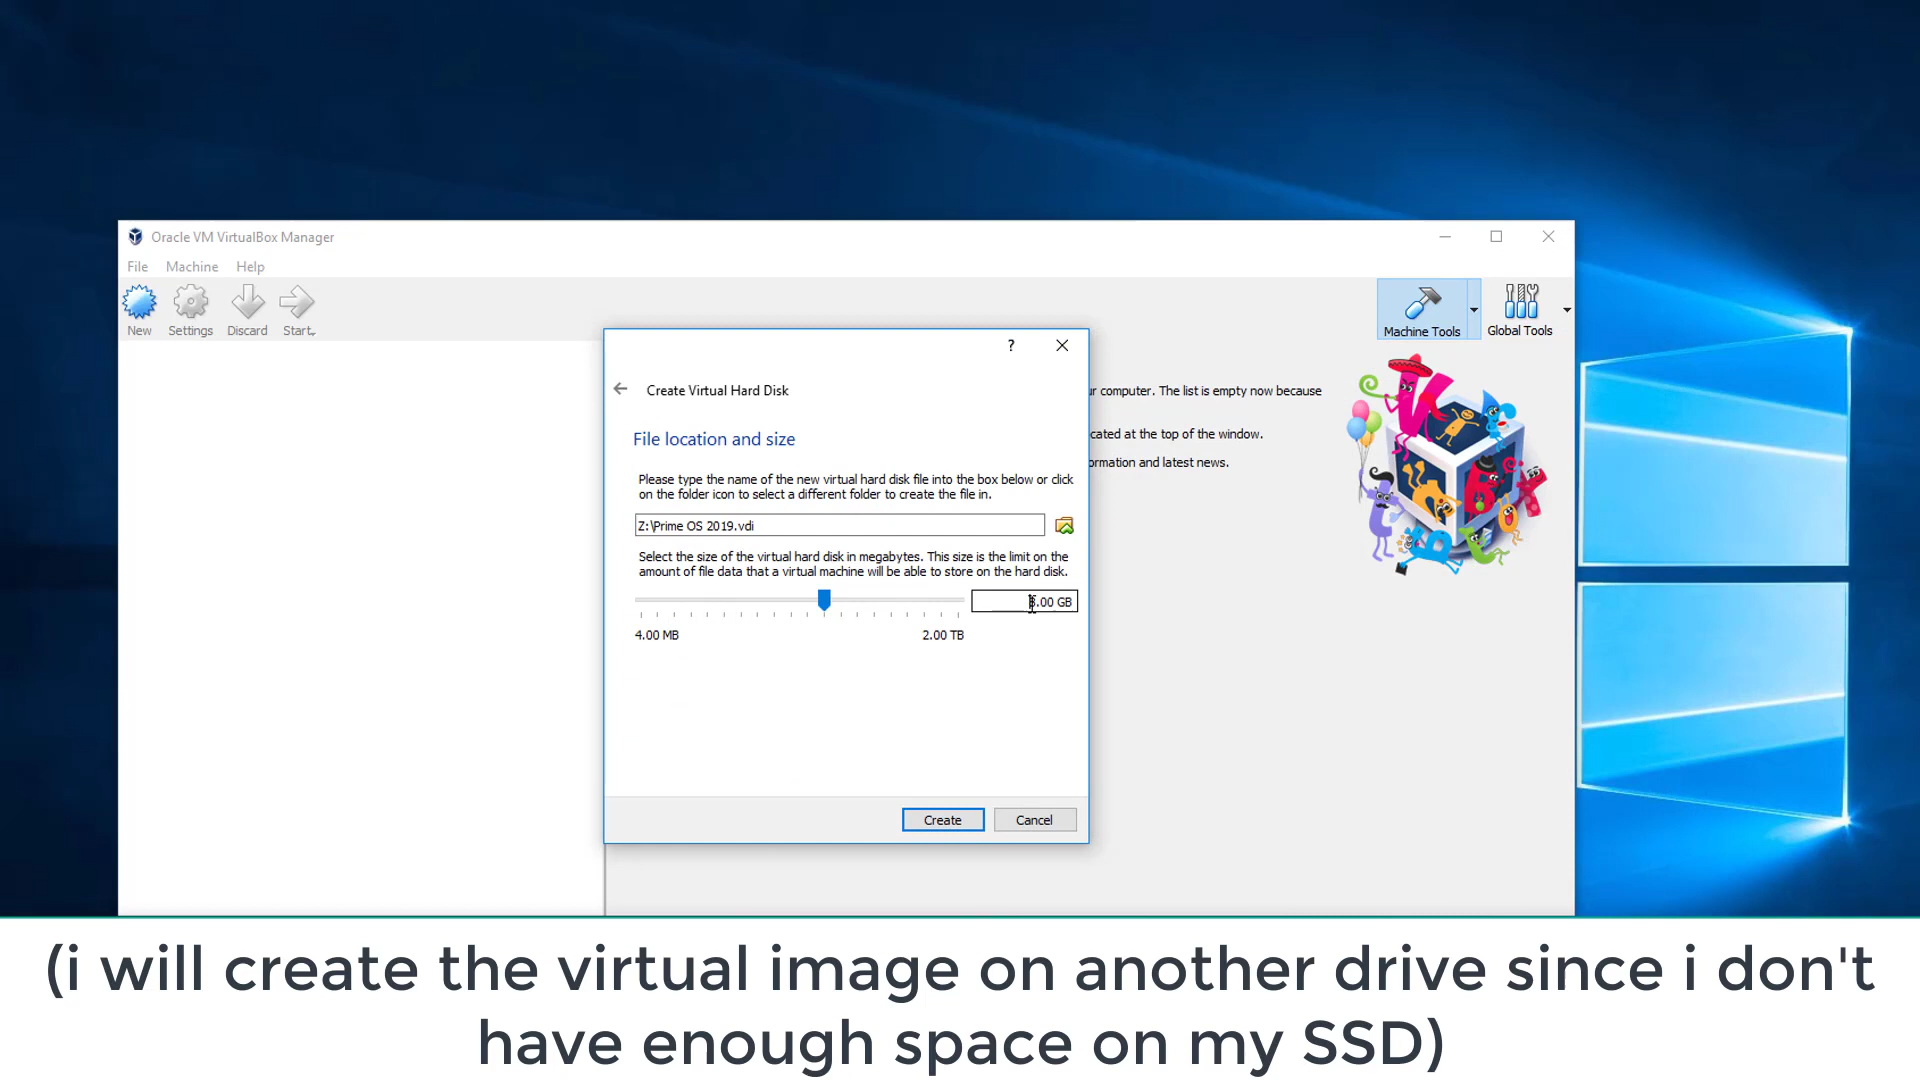 Oracle VM VirtualBox Manager
File Machine Help
New Settings Discard Start
Machine Tools Global Tools
?
Create Virtual Hard Disk
ur computer. The list is empty now because
File location and size
cated at the top of the window.
ormation and latest news.
Please type the name of the new virtual hard disk file into the box below or click
on the folder icon to select a different folder to create the file in.
Z:\Prime OS 2019.vdi
Select the size of the virtual hard disk in megabytes. This size is the limit on the
amount of file data that a virtual machine will be able to store on the hard disk.
.00 GB
4.00 MB 2.00 TB
Create Cancel
(i will create the virtual image on another drive since i don't
have enough space on my SSD)